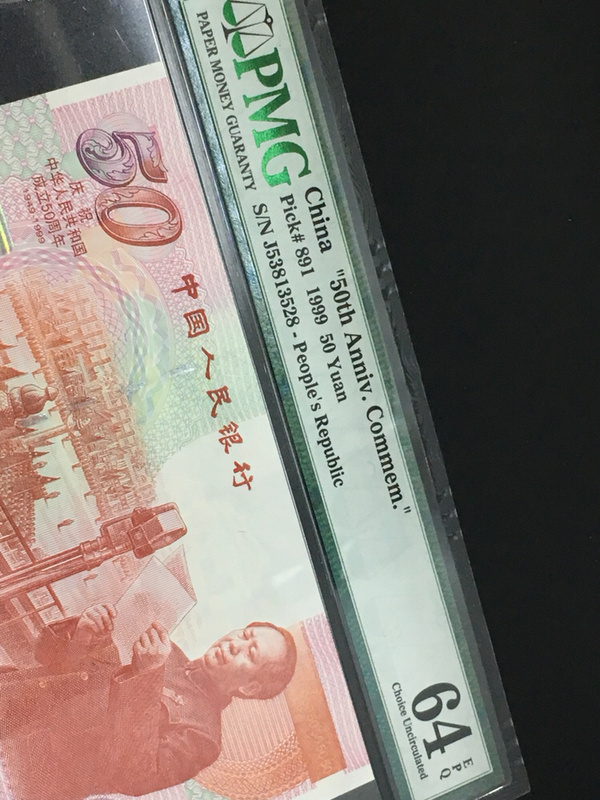 PMG
PAPER MONEY GUARANTY
China "50th Anniv. Commem."
Pick# 891 1999 50 Yuan
S/N J53813528 - People's Republic
64
EPQ
Choice Uncirculated
50
庆祝
中华人民共和国
成立50周年
1949-1999
中国人民银行